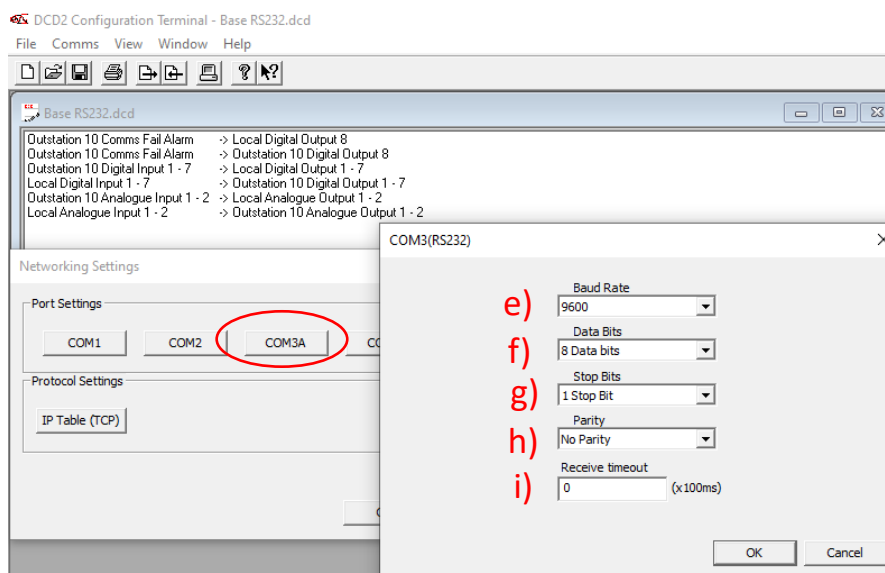 DCD2 Configuration Terminal - Base RS232.dcd
File Comms View Window Help
Base RS232.dcd
Outstation 10 Comms Fail Alarm -> Local Digital Output 8
Outstation 10 Comms Fail Alarm -> Outstation 10 Digital Output 8
Outstation 10 Digital Input 1 - 7 -> Local Digital Output 1 - 7
Local Digital Input 1 - 7 -> Outstation 10 Digital Output 1 - 7
Outstation 10 Analogue Input 1 - 2 -> Local Analogue Output 1 - 2
Local Analogue Input 1 - 2 -> Outstation 10 Analogue Output 1 - 2
Networking Settings
Port Settings
COM1 COM2 COM3A CO
Protocol Settings
IP Table (TCP)
COM3(RS232)
Baud Rate
e) 9600
Data Bits
f) 8 Data bits
Stop Bits
g) 1 Stop Bit
Parity
h) No Parity
Receive timeout
i) 0 (x100ms)
OK Cancel